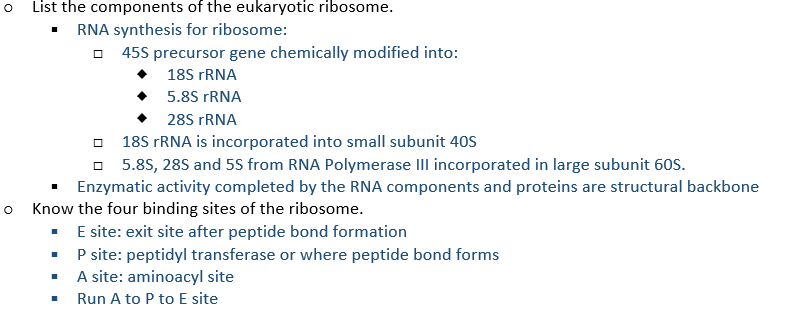 List the components of the eukaryotic ribosome.
RNA synthesis for ribosome:
45S precursor gene chemically modified into:
18S rRNA
5.8S rRNA
28S rRNA
18S rRNA is incorporated into small subunit 40S
5.8S, 28S and 5S from RNA Polymerase III incorporated in large subunit 60S.
Enzymatic activity completed by the RNA components and proteins are structural backbone
Know the four binding sites of the ribosome.
E site: exit site after peptide bond formation
P site: peptidyl transferase or where peptide bond forms
A site: aminoacyl site
Run A to P to E site